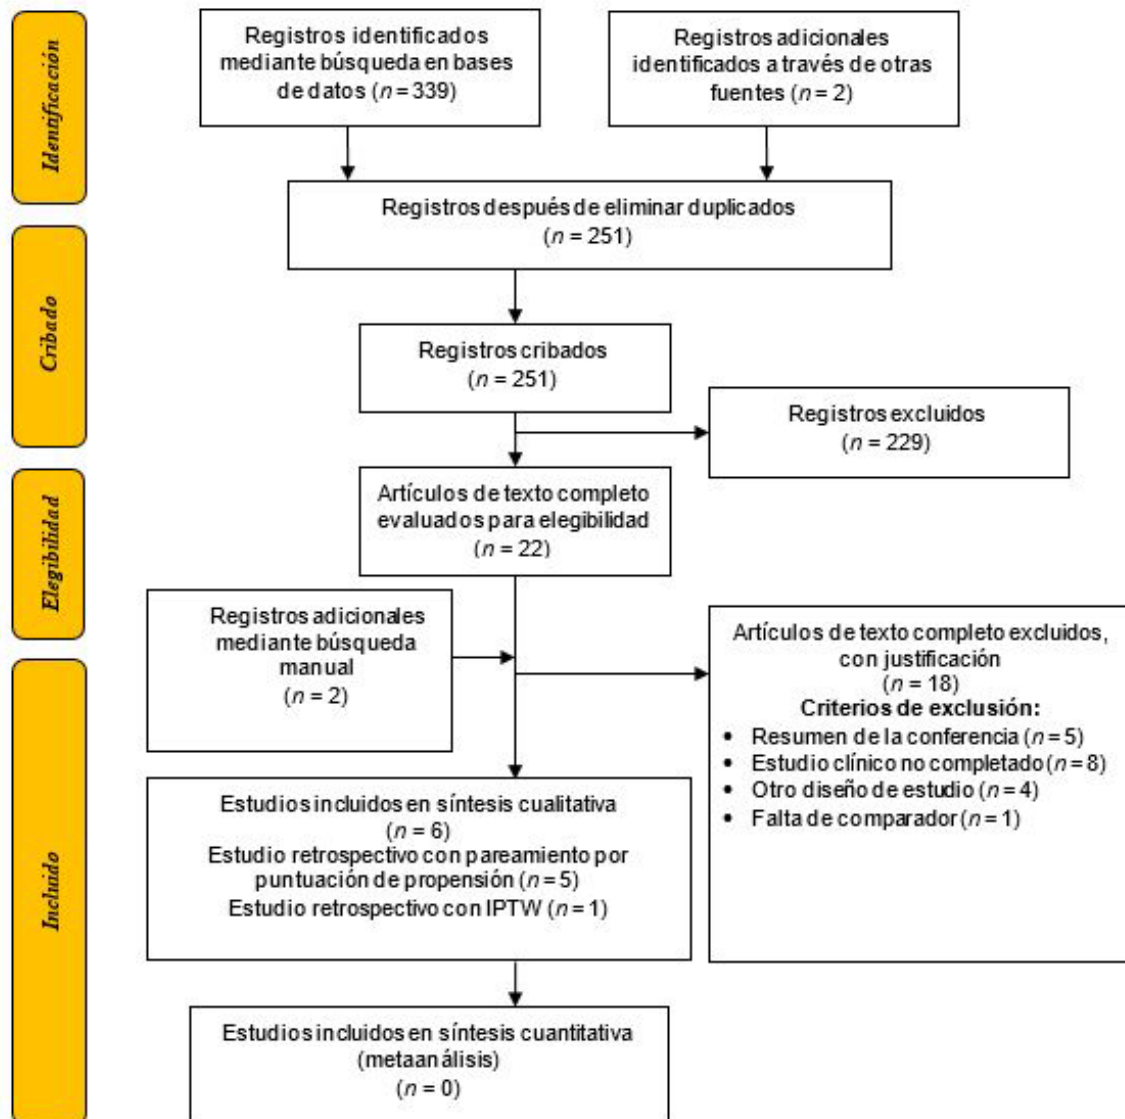 Identificación
Registros identificados
mediante búsqueda en bases
de datos (n = 339)
Registros adicionales
identificados a través de otras
fuentes (n = 2)
Registros después de eliminar duplicados
(n = 251)
Cribado
Registros cribados
(n = 251)
Registros excluidos
(n = 229)
Elegibilidad
Artículos de texto completo
evaluados para elegibilidad
(n = 22)
Registros adicionales
mediante búsqueda
manual
(n = 2)
Artículos de texto completo excluidos,
con justificación
(n = 18)
Criterios de exclusión:
• Resumen de la conferencia (n = 5)
• Estudio clínico no completado (n = 8)
• Otro diseño de estudio (n = 4)
• Falta de comparador (n = 1)
Incluido
Estudios incluidos en síntesis cualitativa
(n = 6)
Estudio retrospectivo con pareamiento por
puntuación de propensión (n = 5)
Estudio retrospectivo con IPTW (n = 1)
Estudios incluidos en síntesis cuantitativa
(metaanálisis)
(n = 0)